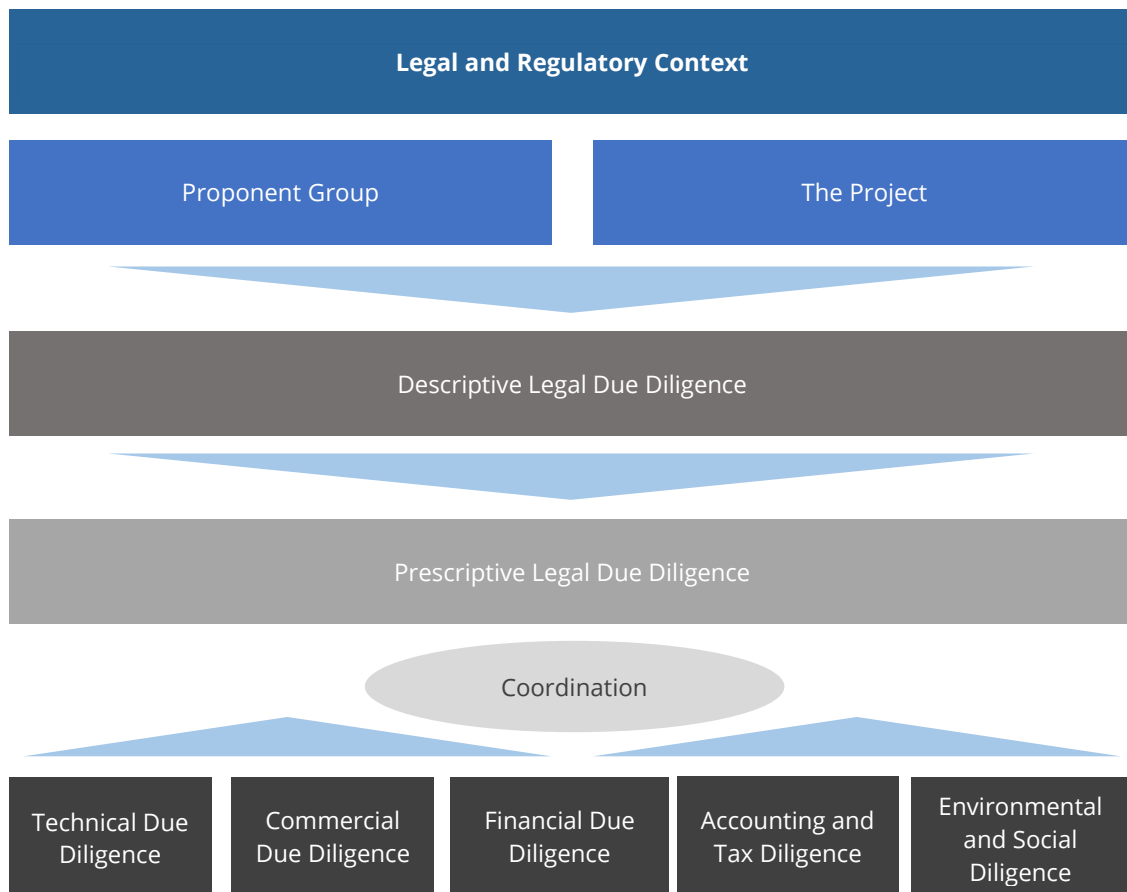 Legal and Regulatory Context
Proponent Group
The Project
Descriptive Legal Due Diligence
Prescriptive Legal Due Diligence
Coordination
Technical Due
Diligence
Commercial
Due Diligence
Financial Due
Diligence
Accounting and
Tax Diligence
Environmental
and Social
Diligence